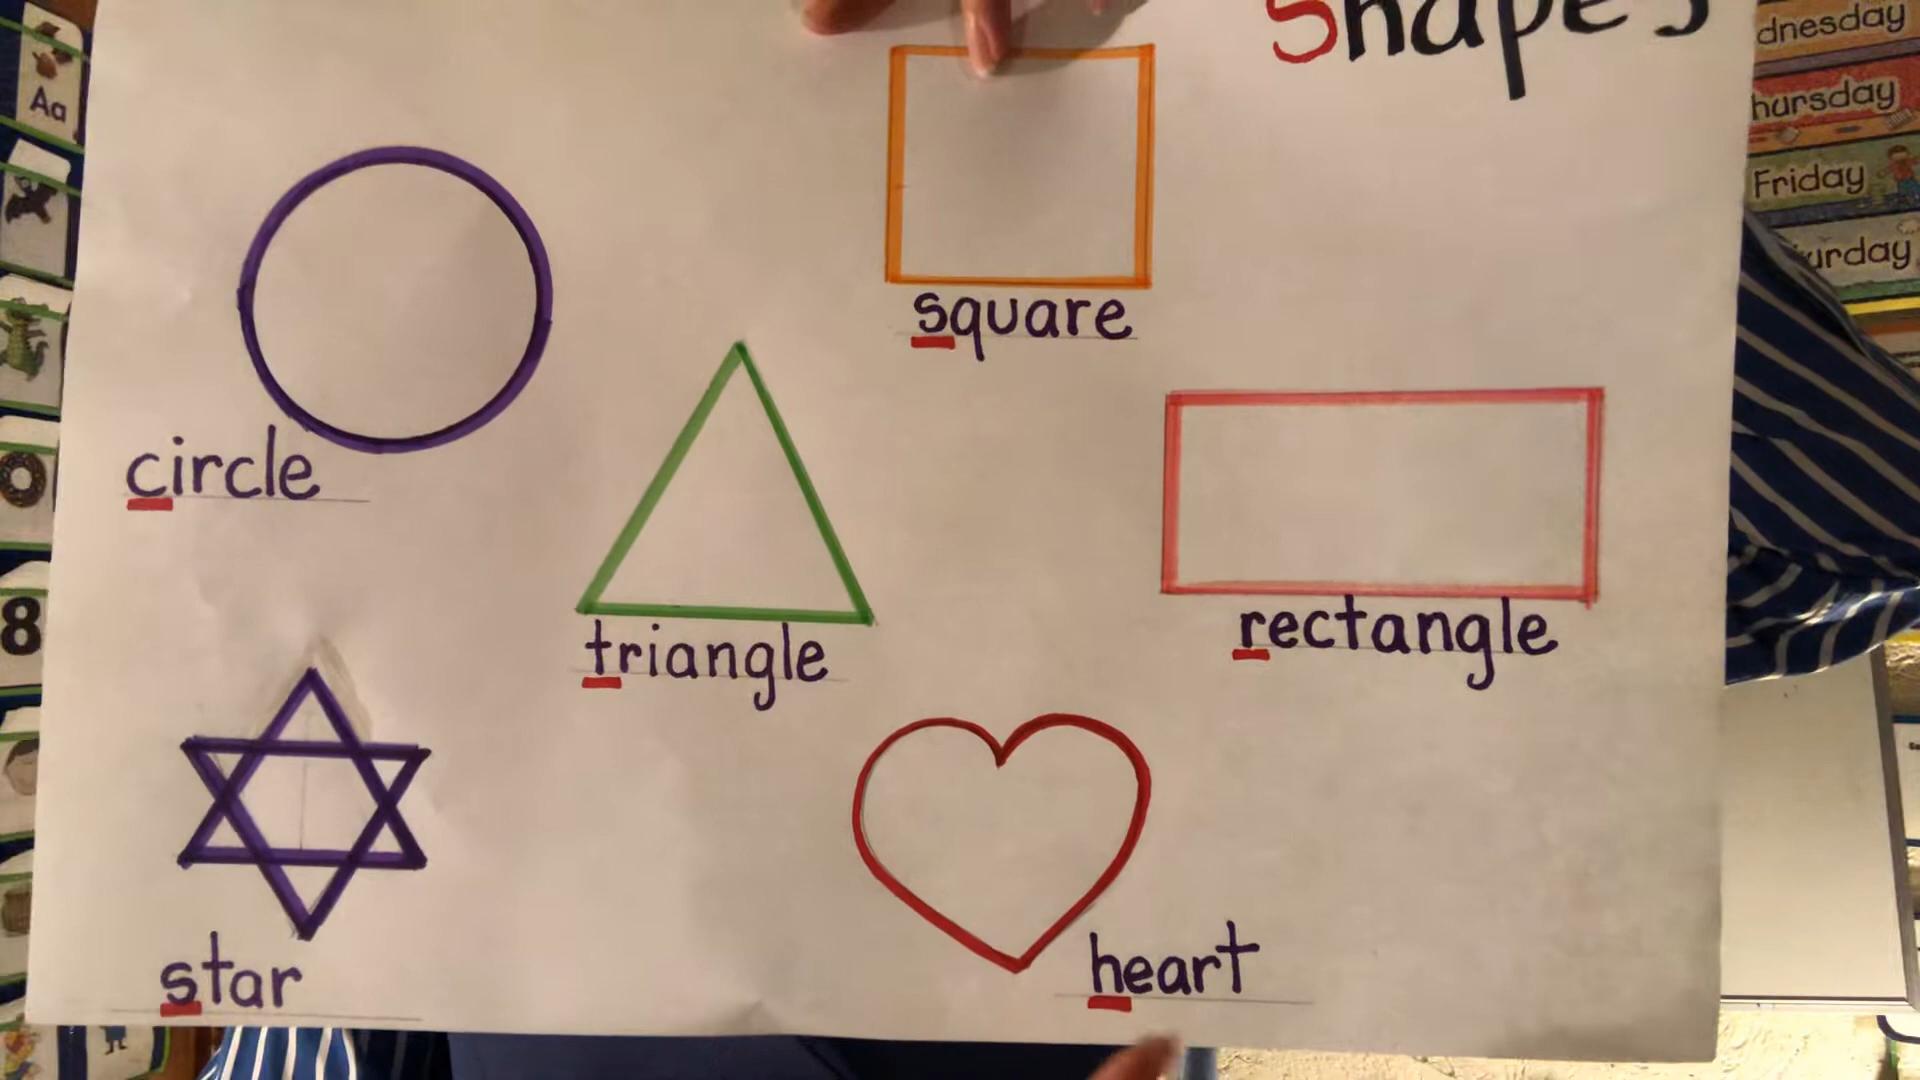 Shapes
Aa
dnesday
hursday
Friday
urday
square
circle
triangle
rectangle
8
star
heart